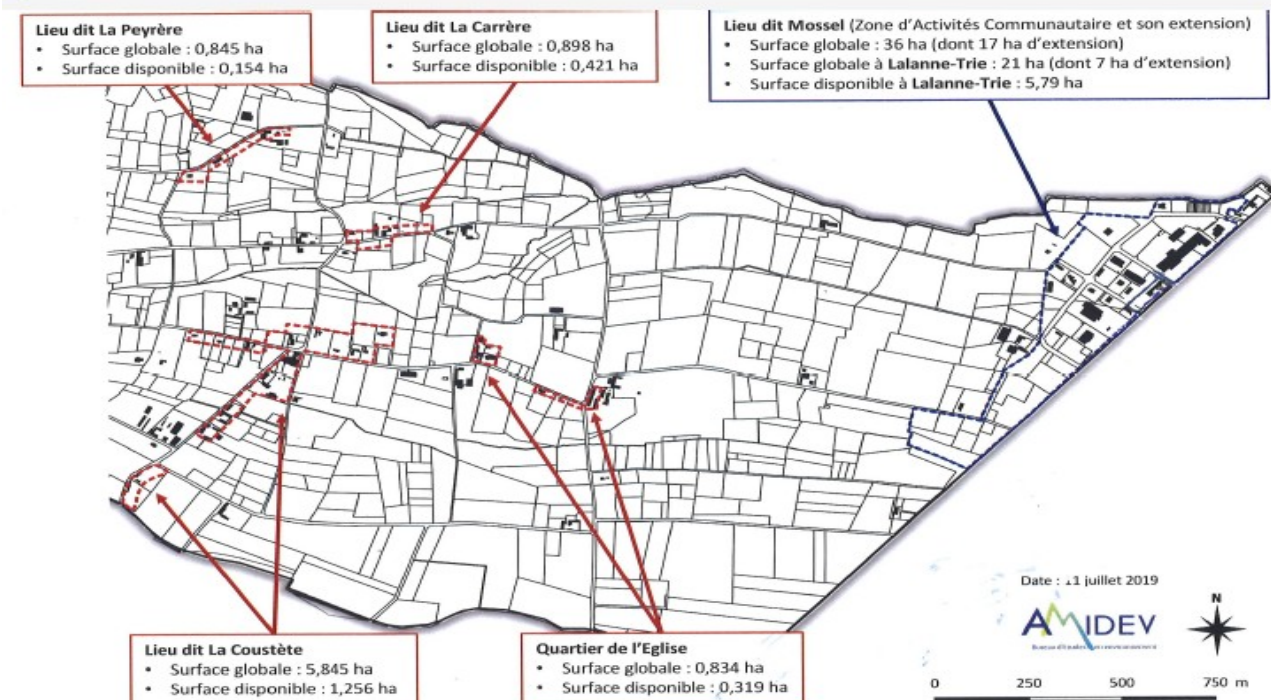 Lieu dit La Peyrère
• Surface globale : 0,845 ha
• Surface disponible : 0,154 ha
Lieu dit La Carrère
• Surface globale : 0,898 ha
• Surface disponible : 0,421 ha
Lieu dit Mossel (Zone d’Activités Communautaire et son extension)
• Surface globale : 36 ha (dont 17 ha d’extension)
• Surface globale à Lalanne-Trie : 21 ha (dont 7 ha d’extension)
• Surface disponible à Lalanne-Trie : 5,79 ha
Lieu dit La Coustète
• Surface globale : 5,845 ha
• Surface disponible : 1,256 ha
Quartier de l’Eglise
• Surface globale : 0,834 ha
• Surface disponible : 0,319 ha
Date : 11 juillet 2019
AMIDEV
Bureau d'études
environnement
N
0 250 500 750 m